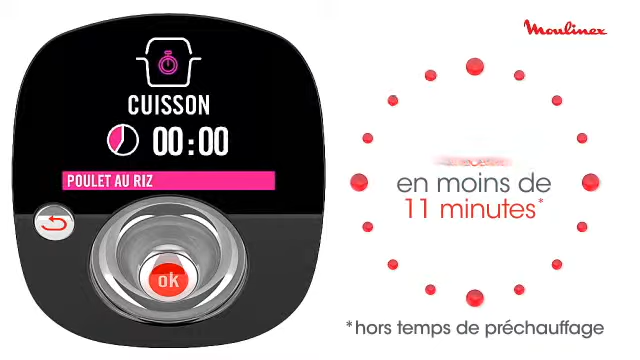 CUISSON
00:00
POULET AU RIZ
ok
Moulinex
en moins de
11 minutes*
*hors temps de préchauffage